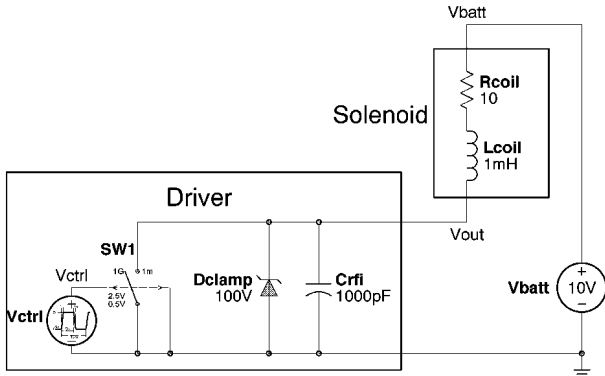 Vbatt
Rcoil
10
Solenoid
Lcoil
1mH
Driver
Vout
SW1
Vctrl
1G
1m
2.5V
0.5V
Dclamp
100V
Crfi
1000pF
Vctrl
Vbatt
10V